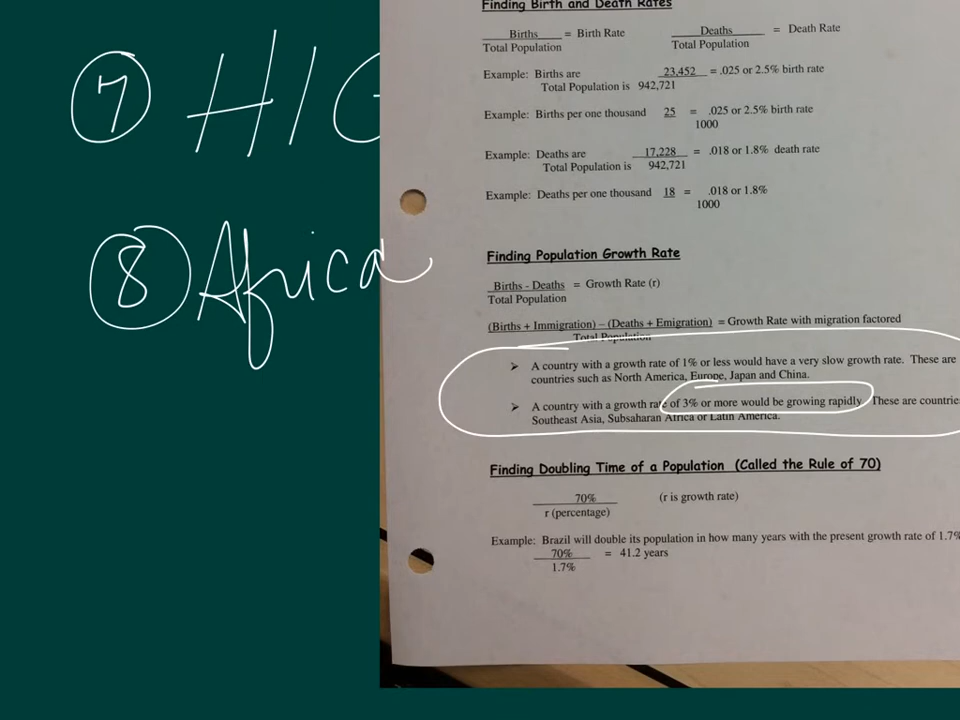 7 HIG
8 Africa
Finding Birth and Death Rates
Births = Birth Rate Deaths = Death Rate
Total Population Total Population
Example: Births are 23,452 = .025 or 2.5% birth rate
Total Population is 942,721
Example: Births per one thousand 25 = .025 or 2.5% birth rate
1000
Example: Deaths are 17,228 = .018 or 1.8% death rate
Total Population is 942,721
Example: Deaths per one thousand 18 = .018 or 1.8%
1000
Finding Population Growth Rate
Births - Deaths = Growth Rate (r)
Total Population
(Births + Immigration) – (Deaths + Emigration) = Growth Rate with migration factored
Total Population
➢ A country with a growth rate of 1% or less would have a very slow growth rate. These are
countries such as North America, Europe, Japan and China.
➢ A country with a growth rate of 3% or more would be growing rapidly These are countrie
Southeast Asia, Subsaharan Africa or Latin America.
Finding Doubling Time of a Population (Called the Rule of 70)
70% (r is growth rate)
r (percentage)
Example: Brazil will double its population in how many years with the present growth rate of 1.7%
70% = 41.2 years
1.7%